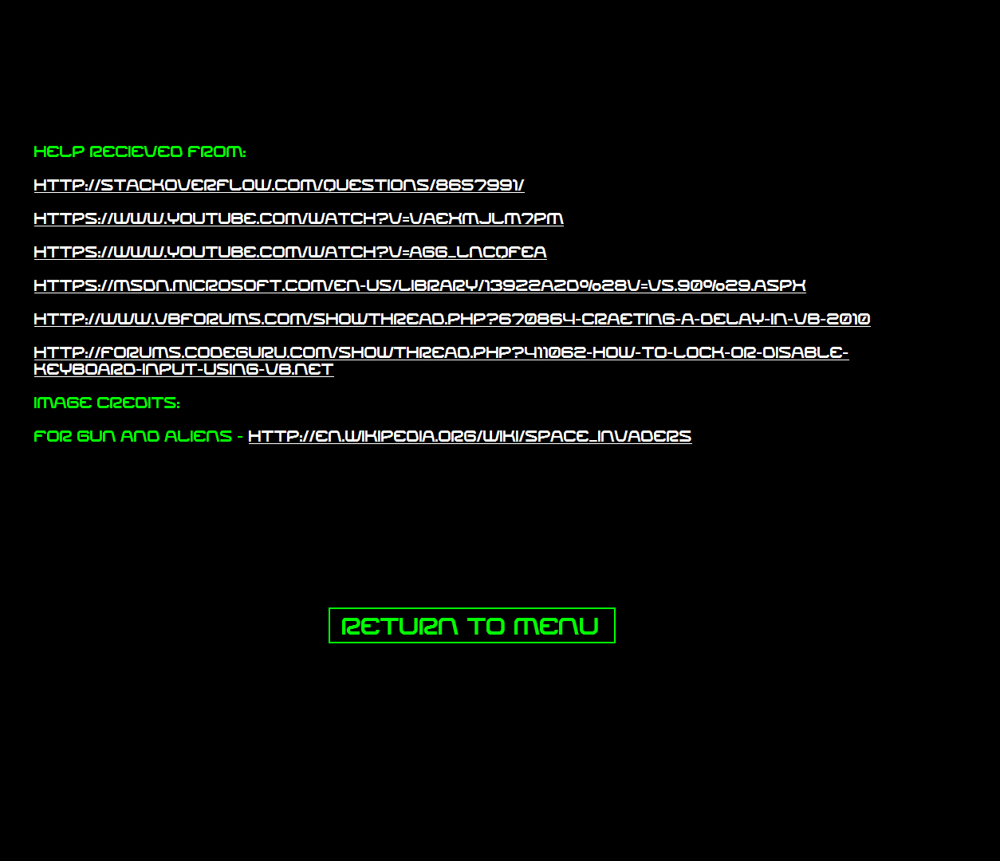 HELP RECIEVED FROM:
HTTP://STACKOVERFLOW.COM/QUESTIONS/8657991/
HTTPS://WWW.YOUTUBE.COM/WATCH?V=VAEXMJLM7PM
HTTPS://WWW.YOUTUBE.COM/WATCH?V=AGG_LNCQFEA
HTTPS://MSDN.MICROSOFT.COM/EN-US/LIBRARY/139Z2AZD%28V=VS.90%29.ASPX
HTTP://WWW.VBFORUMS.COM/SHOWTHREAD.PHP?670864-CRAETING-A-DELAY-IN-VB-2010
HTTP://FORUMS.CODEGURU.COM/SHOWTHREAD.PHP?411062-HOW-TO-LOCK-OR-DISABLE-
KEYBOARD-INPUT-USING-VB.NET
IMAGE CREDITS:
FOR GUN AND ALIENS - HTTP://EN.WIKIPEDIA.ORG/WIKI/SPACE_INVADERS
RETURN TO MENU